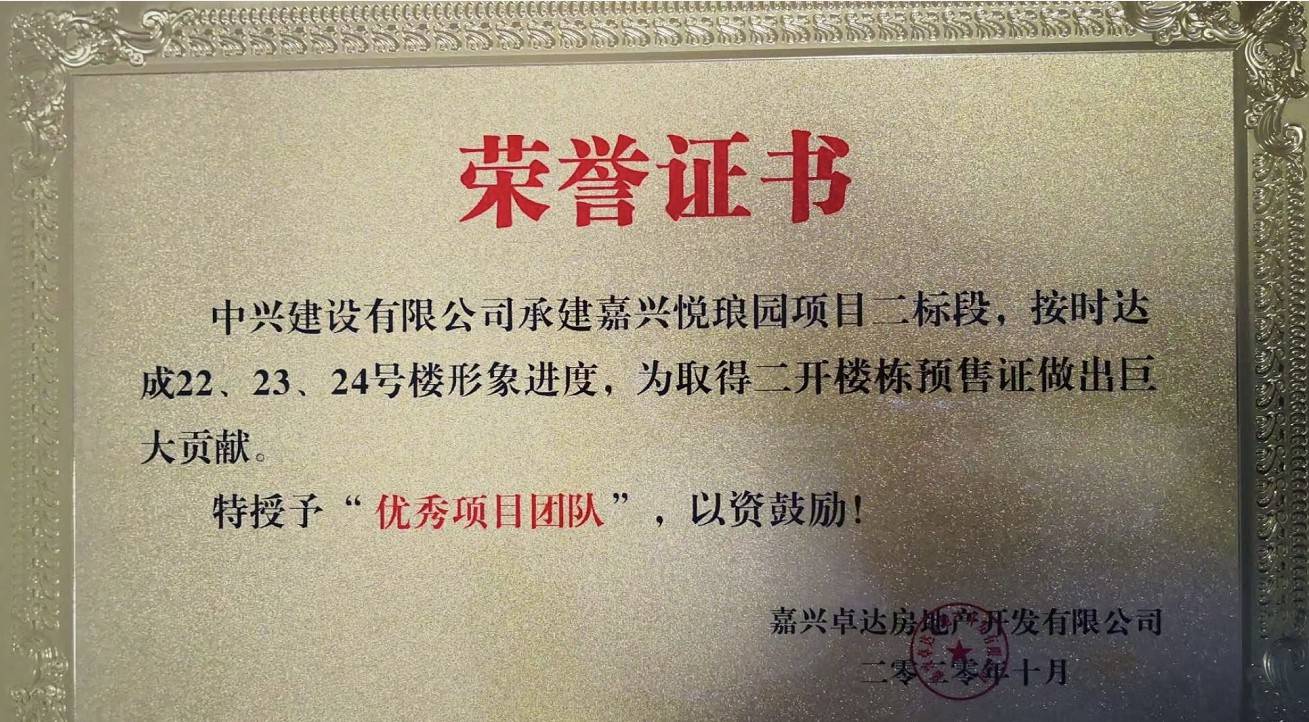 荣誉证书
中兴建设有限公司承建嘉兴悦琅园项目二标段，按时达
成22、23、24号楼形象进度，为取得二开楼栋预售证做出巨
大贡献。
特授予“优秀项目团队”，以资鼓励！
嘉兴卓达房地产开发有限公司
二零二零年十月